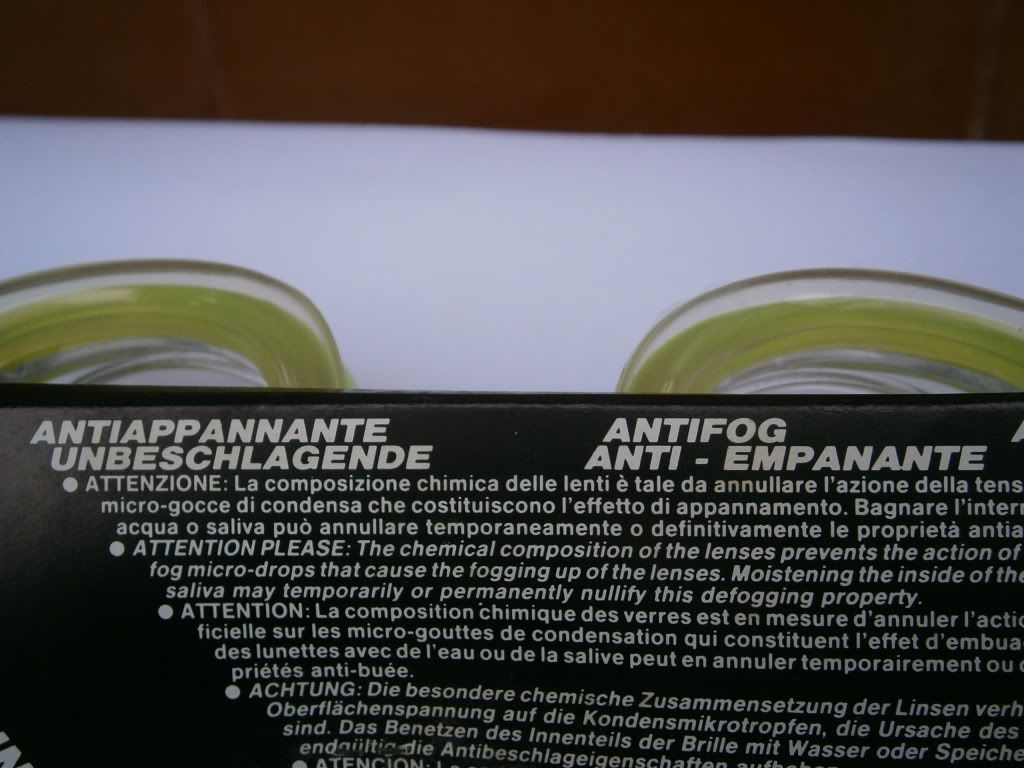 ANTIAPPANNANTE ANTIFOG A
UNBESCHLAGENDE ANTI - EMPANANTE
● ATTENZIONE: La composizione chimica delle lenti è tale da annullare l'azione della tens
micro-gocce di condensa che costituiscono l'effetto di appannamento. Bagnare l'intern
acqua o saliva può annullare temporaneamente o definitivamente le proprietà antia
● ATTENTION PLEASE: The chemical composition of the lenses prevents the action of
fog micro-drops that cause the fogging up of the lenses. Moistening the inside of the
saliva may temporarily or permanently nullify this defogging property.
● ATTENTION: La composition chimique des verres est en mesure d'annuler l'actio
ficielle sur les micro-gouttes de condensation qui constituent l'effet d'embua
des lunettes avec de l'eau ou de la salive peut en annuler temporairement ou d
priétés anti-buée.
● ACHTUNG: Die besondere chemische Zusammensetzung der Linsen verh
Oberflächenspannung auf die Kondensmikrotropfen, die Ursache des
sind. Das Benetzen des Innenteils der Brille mit Wasser oder Speiche
endgültig die Antibeschlageigenschaften aufheben
● ATENCION: